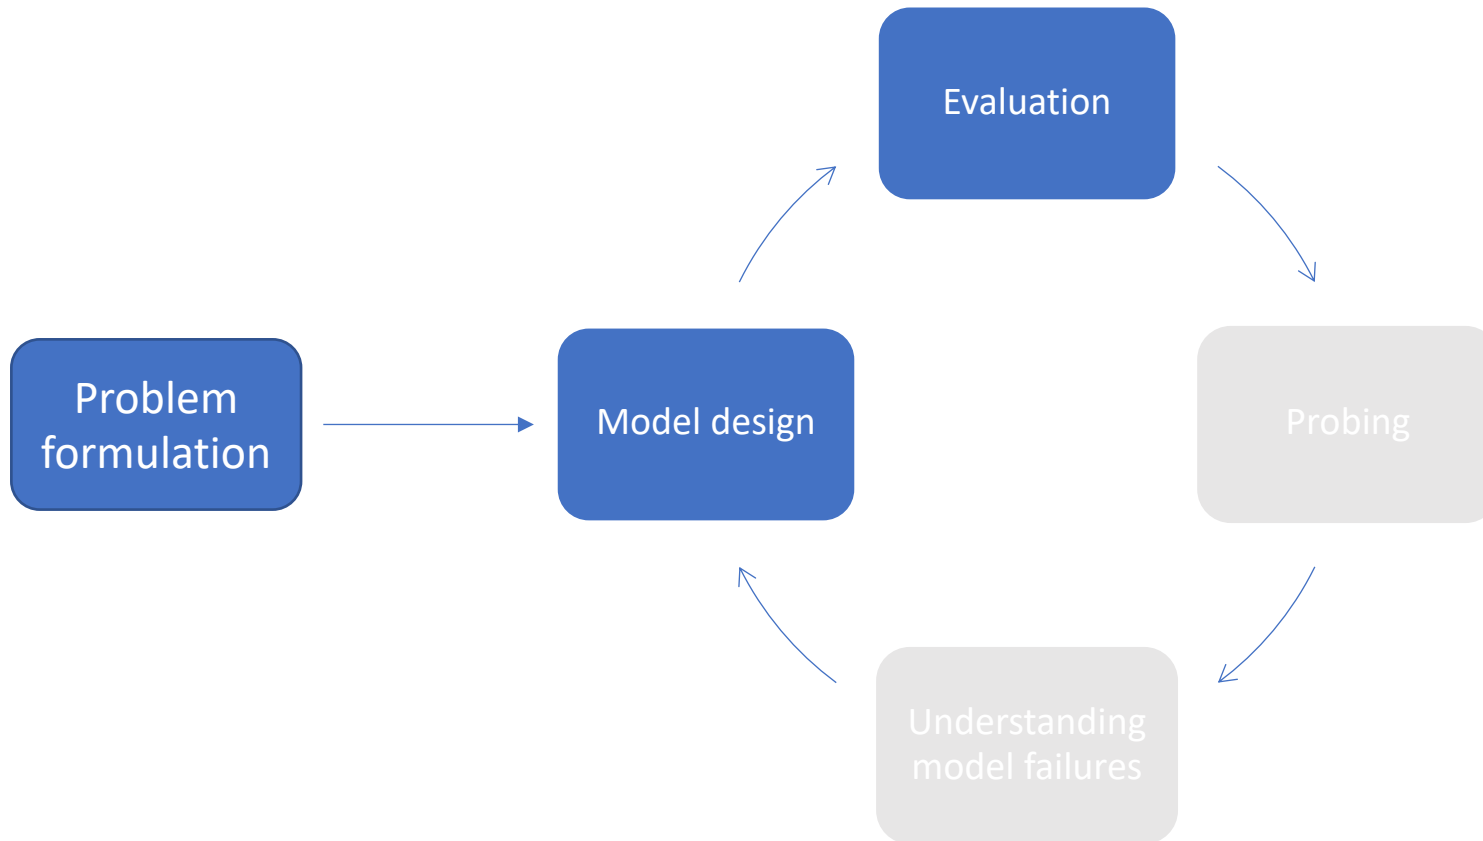 Evaluation
Problem
formulation
Model design
Probing
Understanding
model failures